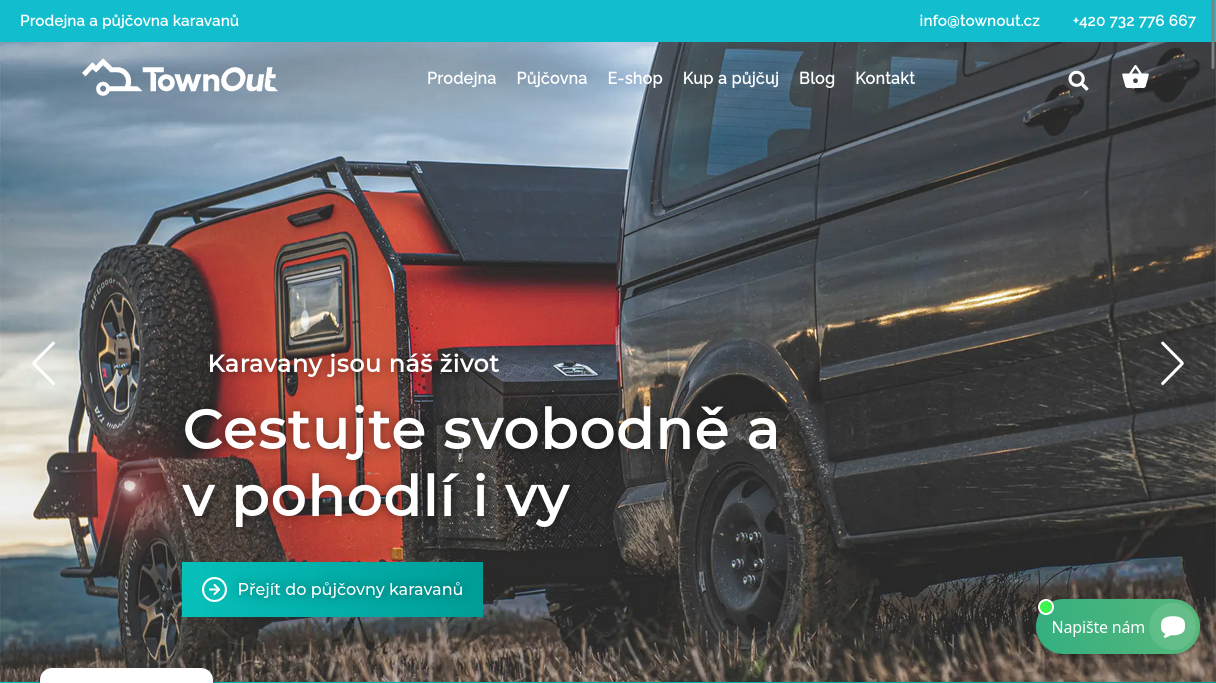 Prodejna a půjčovna karavanů
info@townout.cz
+420 732 776 667
TownOut
Prodejna
Půjčovna
E-shop
Kup a půjčuj
Blog
Kontakt
Karavany jsou náš život
Cestujte svobodně a
v pohodlí i vy
Přejít do půjčovny karavanů
Napište nám